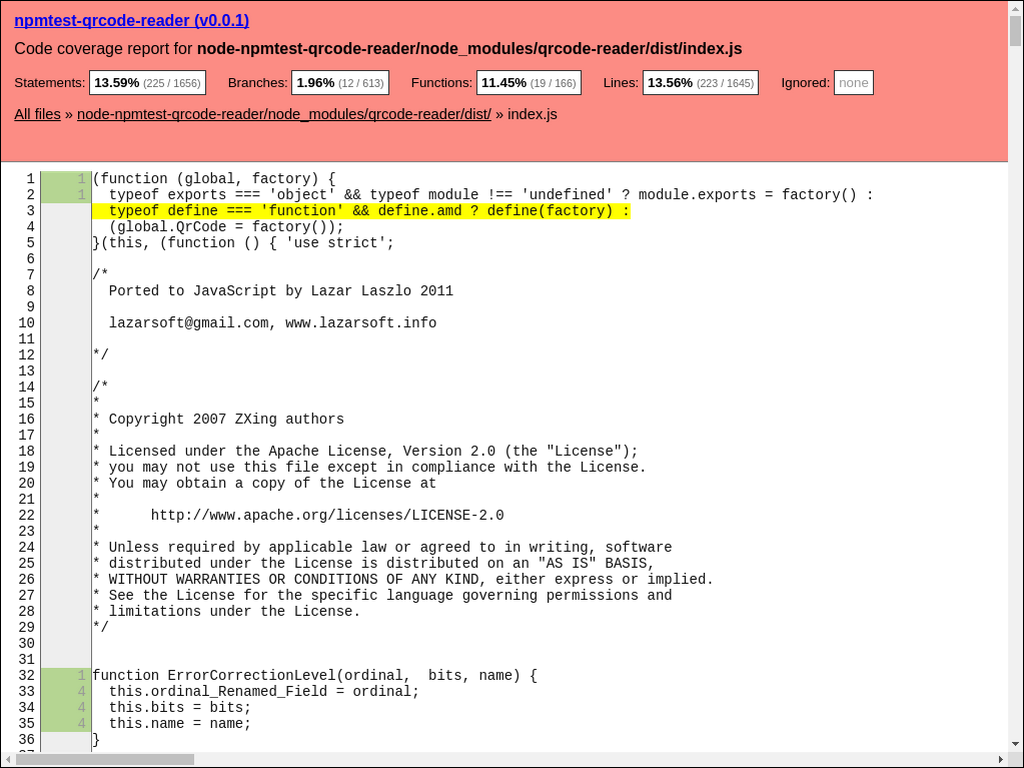 npmtest-qrcode-reader (v0.0.1)
Code coverage report for node-npmtest-qrcode-reader/node_modules/qrcode-reader/dist/index.js
Statements: 13.59% (225 / 1656) Branches: 1.96% (12 / 613) Functions: 11.45% (19 / 166) Lines: 13.56% (223 / 1645) Ignored: none
All files » node-npmtest-qrcode-reader/node_modules/qrcode-reader/dist/ » index.js
1 1 (function (global, factory) {
2 1   typeof exports === 'object' && typeof module !== 'undefined' ? module.exports = factory() :
3   typeof define === 'function' && define.amd ? define(factory) :
4   (global.QrCode = factory());
5 }(this, (function () { 'use strict';
6
7 /*
8   Ported to JavaScript by Lazar Laszlo 2011
9
10   lazarsoft@gmail.com, www.lazarsoft.info
11
12 */
13
14 /*
15 *
16 * Copyright 2007 ZXing authors
17 *
18 * Licensed under the Apache License, Version 2.0 (the "License");
19 * you may not use this file except in compliance with the License.
20 * You may obtain a copy of the License at
21 *
22 *      http://www.apache.org/licenses/LICENSE-2.0
23 *
24 * Unless required by applicable law or agreed to in writing, software
25 * distributed under the License is distributed on an "AS IS" BASIS,
26 * WITHOUT WARRANTIES OR CONDITIONS OF ANY KIND, either express or implied.
27 * See the License for the specific language governing permissions and
28 * limitations under the License.
29 */
30
31
32 1 function ErrorCorrectionLevel(ordinal,  bits, name) {
33 4   this.ordinal_Renamed_Field = ordinal;
34 4   this.bits = bits;
35 4   this.name = name;
36 }